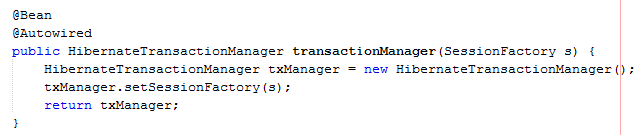 @Bean
@Autowired
public HibernateTransactionManager transactionManager(SessionFactory s) {
    HibernateTransactionManager txManager = new HibernateTransactionManager();
    txManager.setSessionFactory(s);
    return txManager;
}